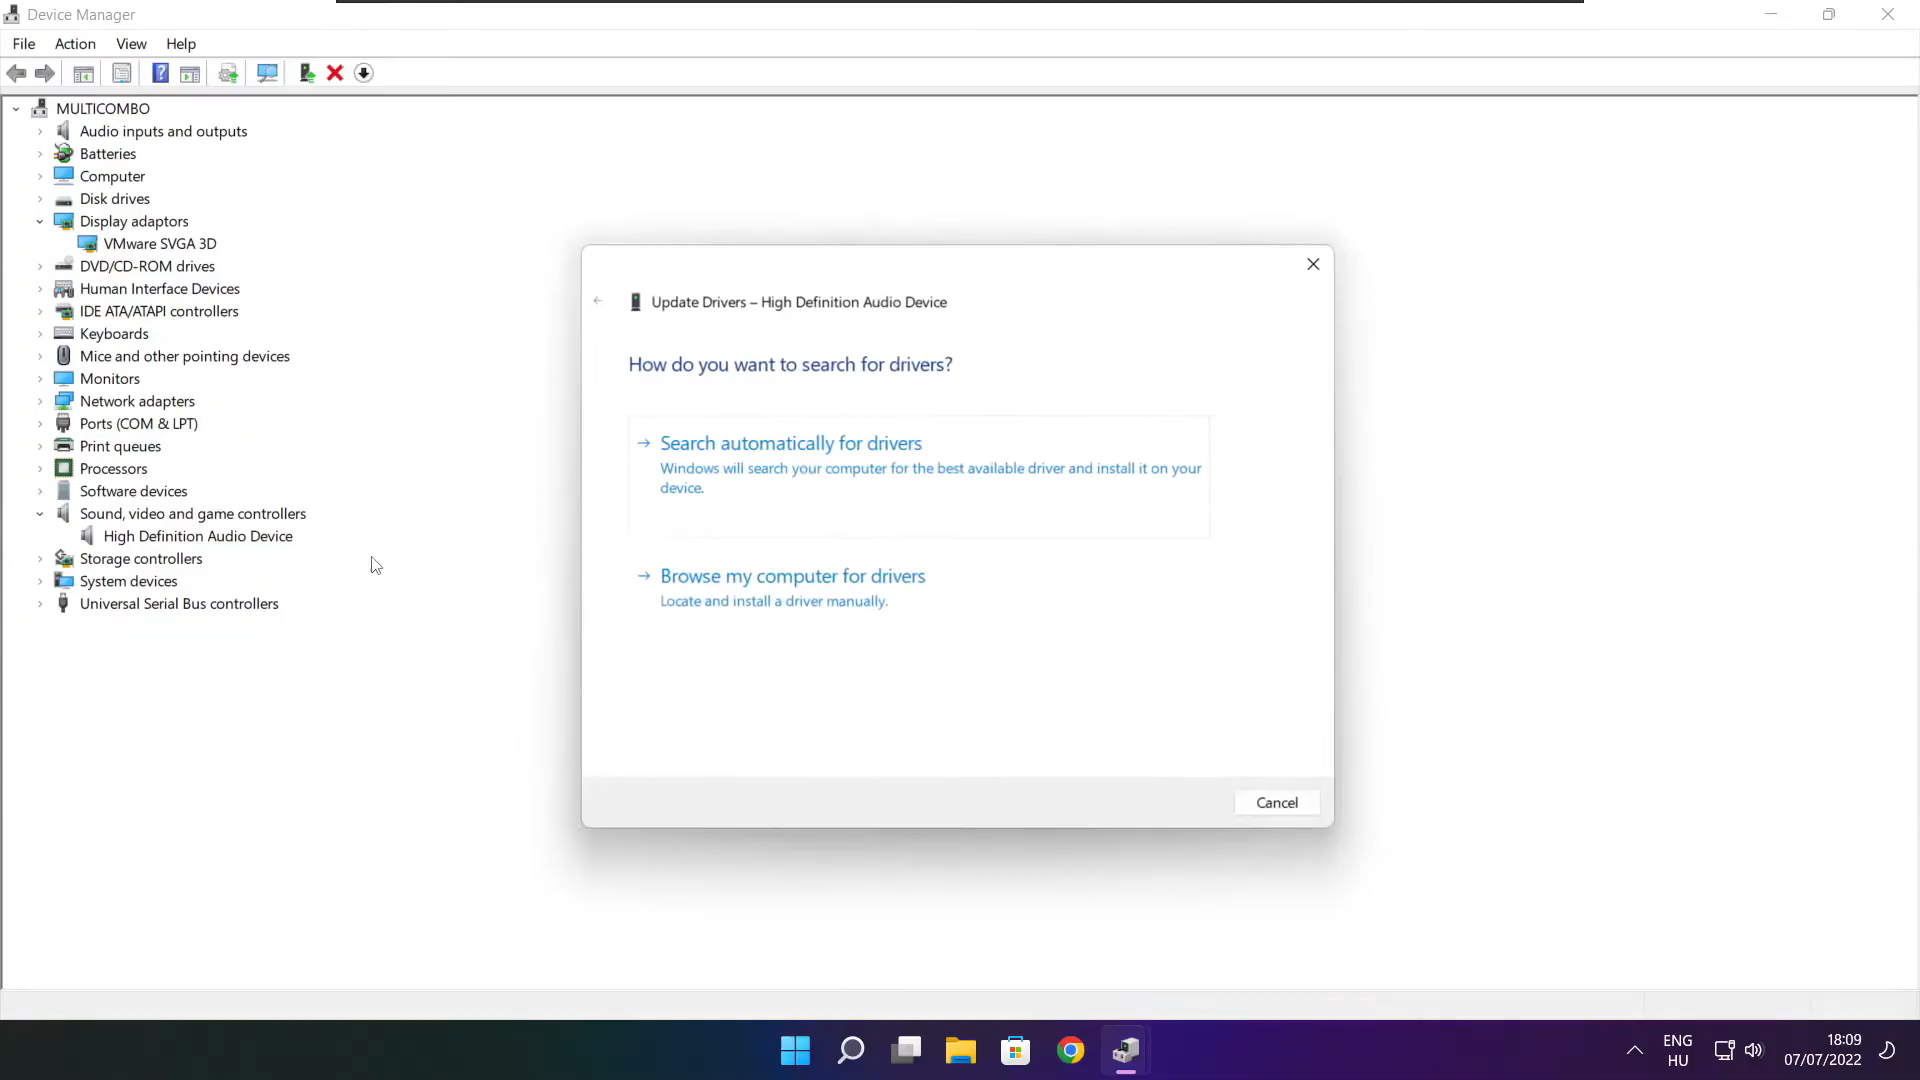 Device Manager
File Action View Help
MULTICOMBO
Audio inputs and outputs
Batteries
Computer
Disk drives
Display adaptors
VMware SVGA 3D
DVD/CD-ROM drives
Human Interface Devices
IDE ATA/ATAPI controllers
Keyboards
Mice and other pointing devices
Monitors
Network adapters
Ports (COM & LPT)
Print queues
Processors
Software devices
Sound, video and game controllers
High Definition Audio Device
Storage controllers
System devices
Universal Serial Bus controllers
Update Drivers – High Definition Audio Device
How do you want to search for drivers?
Search automatically for drivers
Windows will search your computer for the best available driver and install it on your
device.
Browse my computer for drivers
Locate and install a driver manually.
Cancel
ENG
HU
18:09
07/07/2022